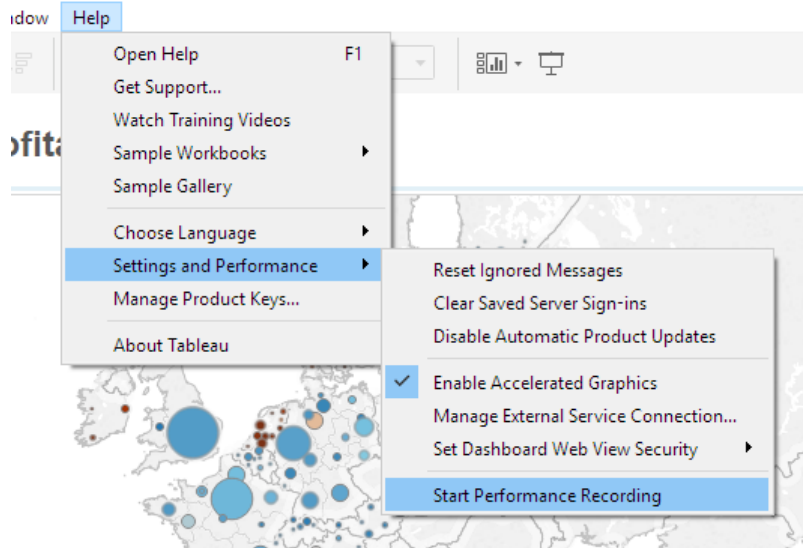 Help
Open Help F1
Get Support...
Watch Training Videos
Sample Workbooks
Sample Gallery
Choose Language
Settings and Performance
Manage Product Keys...
About Tableau
Reset Ignored Messages
Clear Saved Server Sign-ins
Disable Automatic Product Updates
Enable Accelerated Graphics
Manage External Service Connection...
Set Dashboard Web View Security
Start Performance Recording